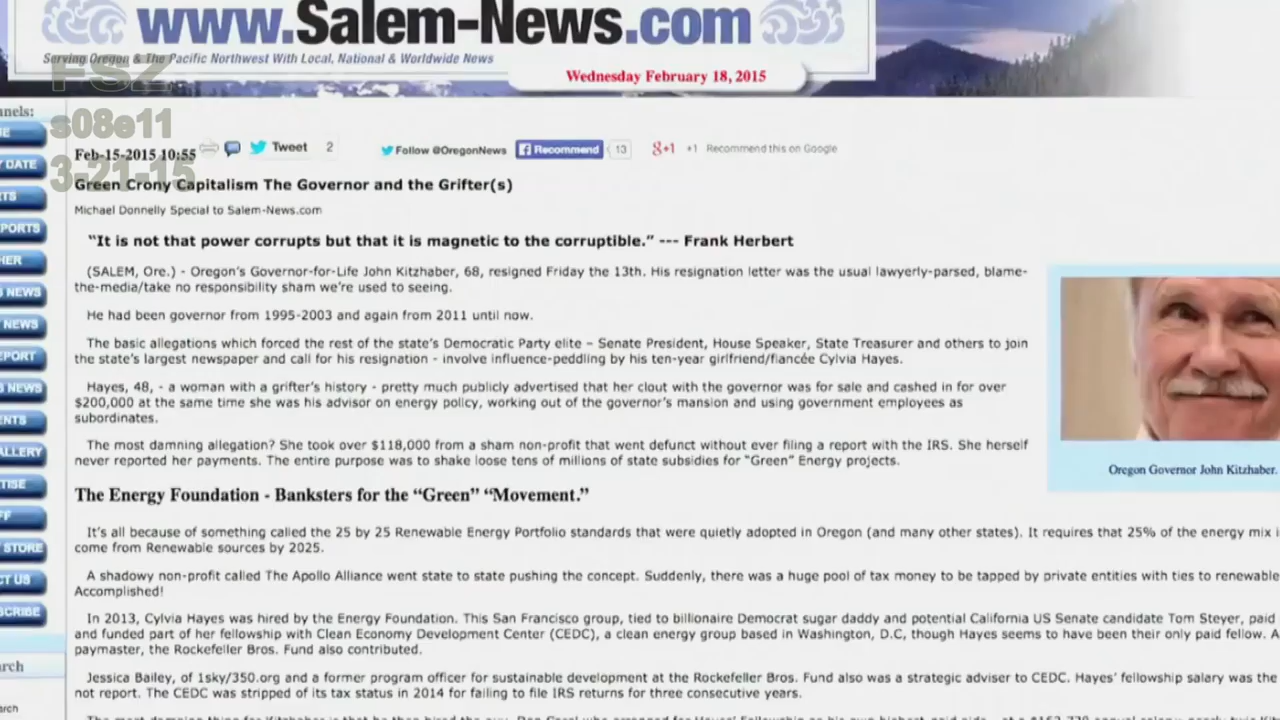 www.Salem-News.com
Serving Oregon & The Pacific Northwest With Local, National & Worldwide News
Wednesday February 18, 2015
FSZ
s08e11
3-21-15
Feb-15-2015 10:55
Tweet 2
Follow @OregonNews
Recommend 13
g+1 +1 Recommend this on Google
Green Crony Capitalism The Governor and the Grifter(s)
Michael Donnelly Special to Salem-News.com
“It is not that power corrupts but that it is magnetic to the corruptible.” --- Frank Herbert
(SALEM, Ore.) - Oregon's Governor-for-Life John Kitzhaber, 68, resigned Friday the 13th. His resignation letter was the usual lawyerly-parsed, blame-
the-media/take no responsibility sham we're used to seeing.
He had been governor from 1995-2003 and again from 2011 until now.
The basic allegations which forced the rest of the state's Democratic Party elite – Senate President, House Speaker, State Treasurer and others to join
the state's largest newspaper and call for his resignation - involve influence-peddling by his ten-year girlfriend/fiancée Cylvia Hayes.
Hayes, 48, - a woman with a grifter's history - pretty much publicly advertised that her clout with the governor was for sale and cashed in for over
$200,000 at the same time she was his advisor on energy policy, working out of the governor's mansion and using government employees as
subordinates.
The most damning allegation? She took over $118,000 from a sham non-profit that went defunct without ever filing a report with the IRS. She herself
never reported her payments. The entire purpose was to shake loose tens of millions of state subsidies for “Green” Energy projects.
Oregon Governor John Kitzhaber.
The Energy Foundation - Banksters for the “Green” “Movement.”
It's all because of something called the 25 by 25 Renewable Energy Portfolio standards that were quietly adopted in Oregon (and many other states). It requires that 25% of the energy mix
come from Renewable sources by 2025.
A shadowy non-profit called The Apollo Alliance went state to state pushing the concept. Suddenly, there was a huge pool of tax money to be tapped by private entities with ties to renewable
Accomplished!
In 2013, Cylvia Hayes was hired by the Energy Foundation. This San Francisco group, tied to billionaire Democrat sugar daddy and potential California US Senate candidate Tom Steyer, paid
and funded part of her fellowship with Clean Economy Development Center (CEDC), a clean energy group based in Washington, D.C, though Hayes seems to have been their only paid fellow. A
paymaster, the Rockefeller Bros. Fund also contributed.
Jessica Bailey, of 1sky/350.org and a former program officer for sustainable development at the Rockefeller Bros. Fund also was a strategic adviser to CEDC. Hayes' fellowship salary was the
not report. The CEDC was stripped of its tax status in 2014 for failing to file IRS returns for three consecutive years.
nnels:
E
DATE
TS
PORTS
HER
NEWS
NEWS
PORT
NEWS
ENTS
ALLERY
TISE
FF
STORE
CT US
SCRIBE
arch
arch